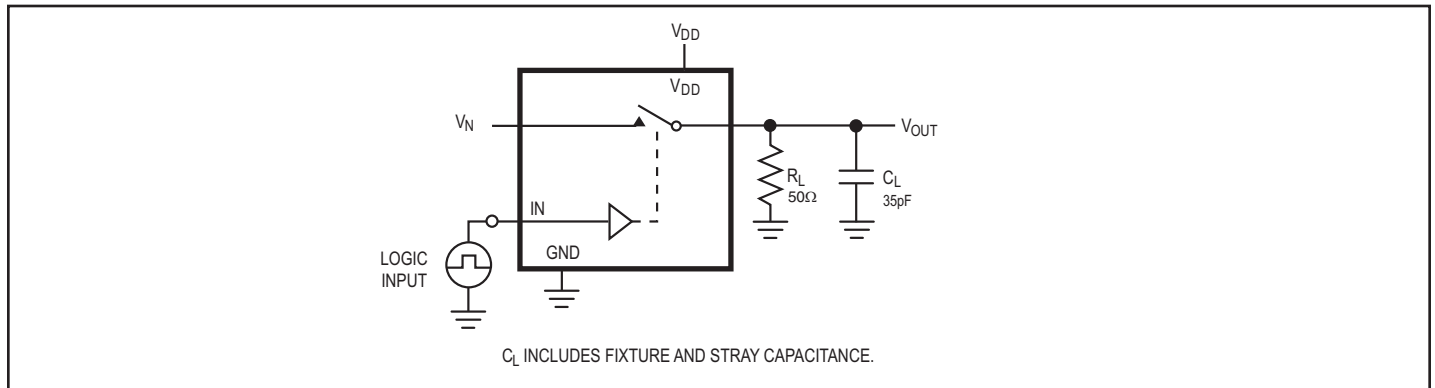 VDD
VDD
VN
VOUT
RL
50Ω
CL
35pF
IN
GND
LOGIC
INPUT
CL INCLUDES FIXTURE AND STRAY CAPACITANCE.